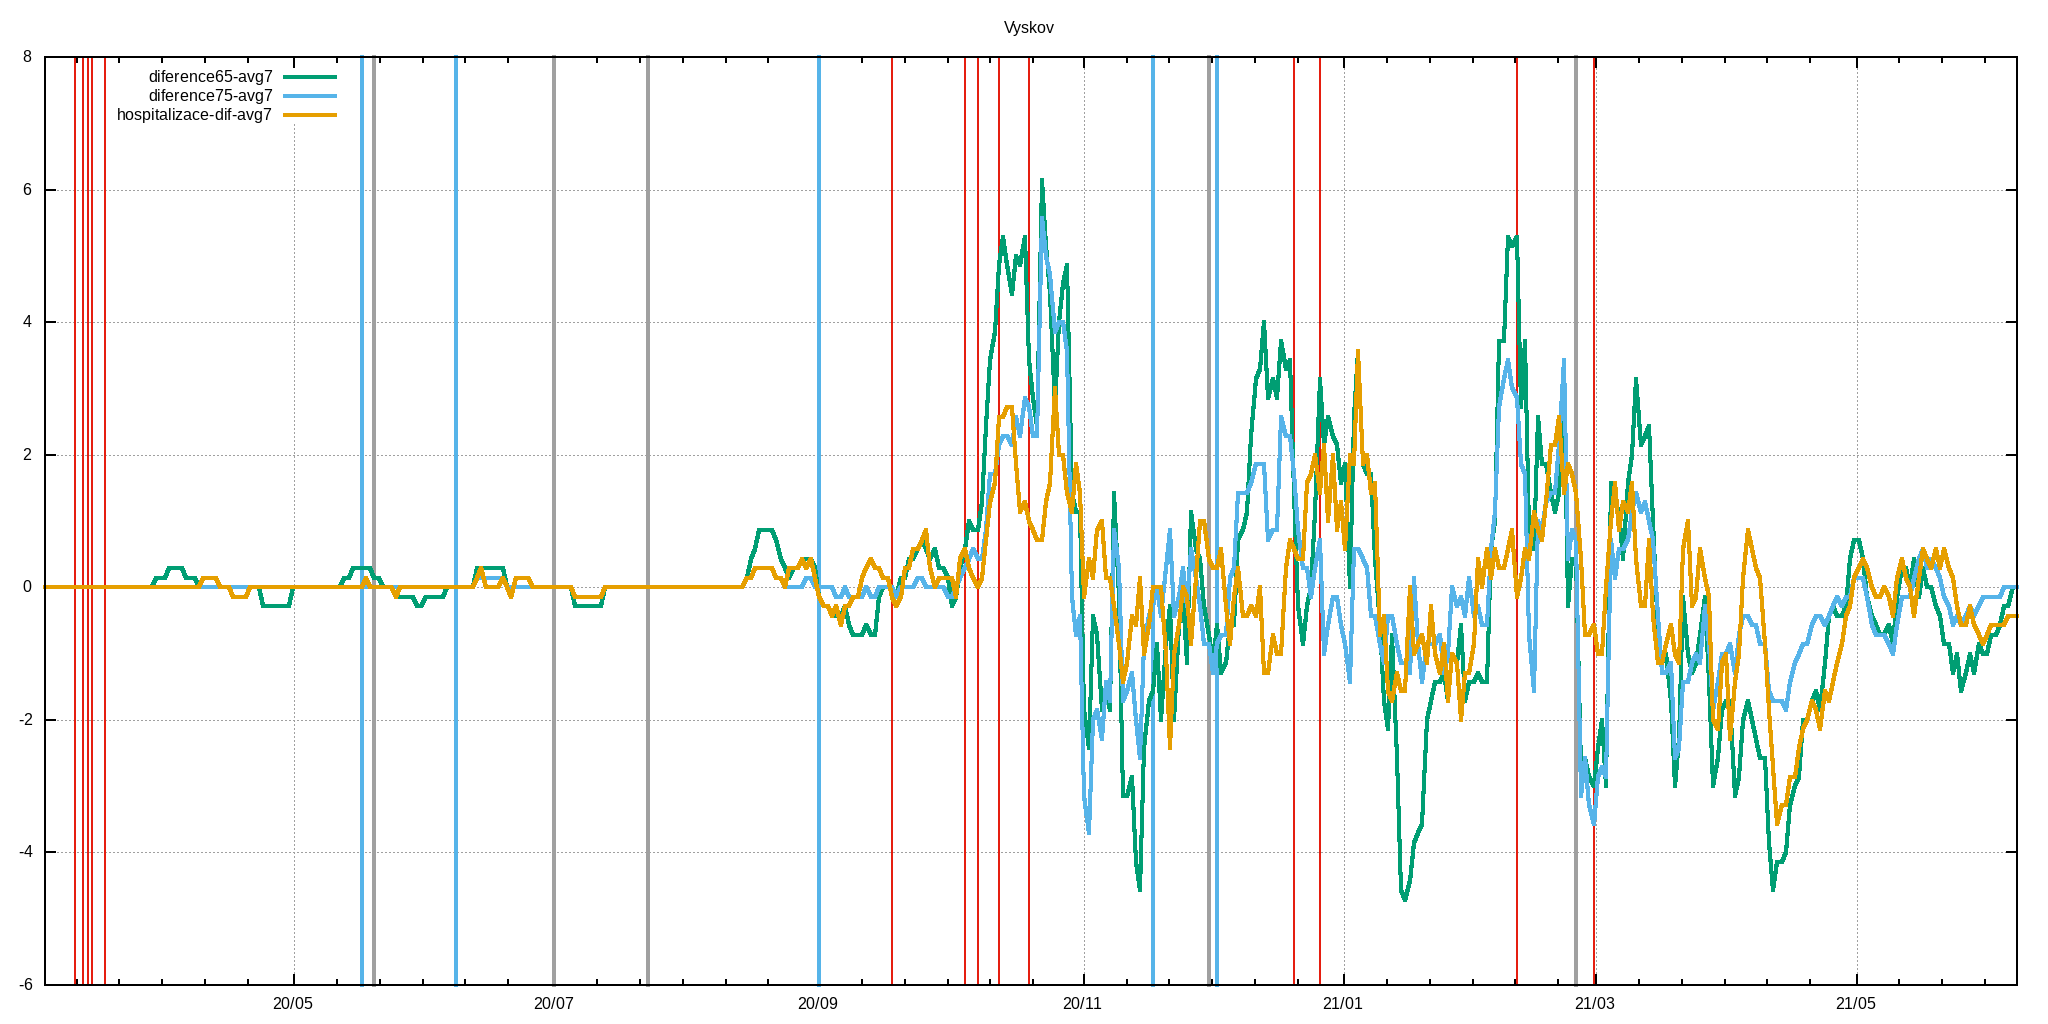 Vyskov
8
diference65-avg7
diference75-avg7
hospitalizace-dif-avg7
6
4
2
0
-2
-4
-6
20/05 20/07 20/09 20/11 21/01 21/03 21/05